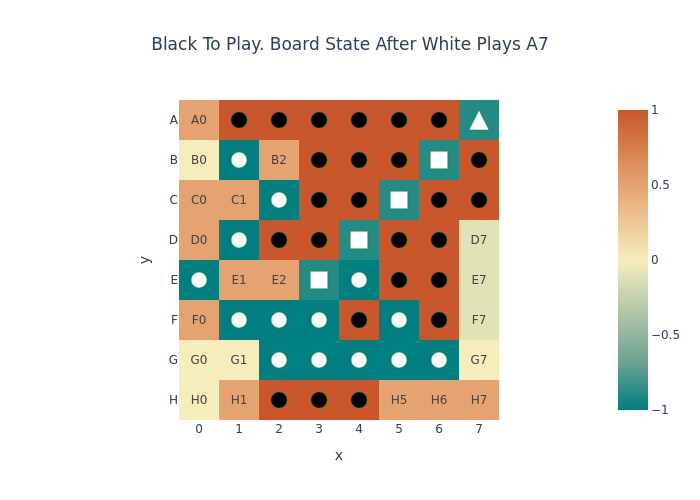 Black To Play. Board State After White Plays A7
A A0
B B0 B2
C C0 C1
D D0 D7
E E1 E2 E7
F F0 F7
G G0 G1 G7
H H0 H1 H5 H6 H7
0 1 2 3 4 5 6 7
x
y
1
0.5
0
−0.5
−1